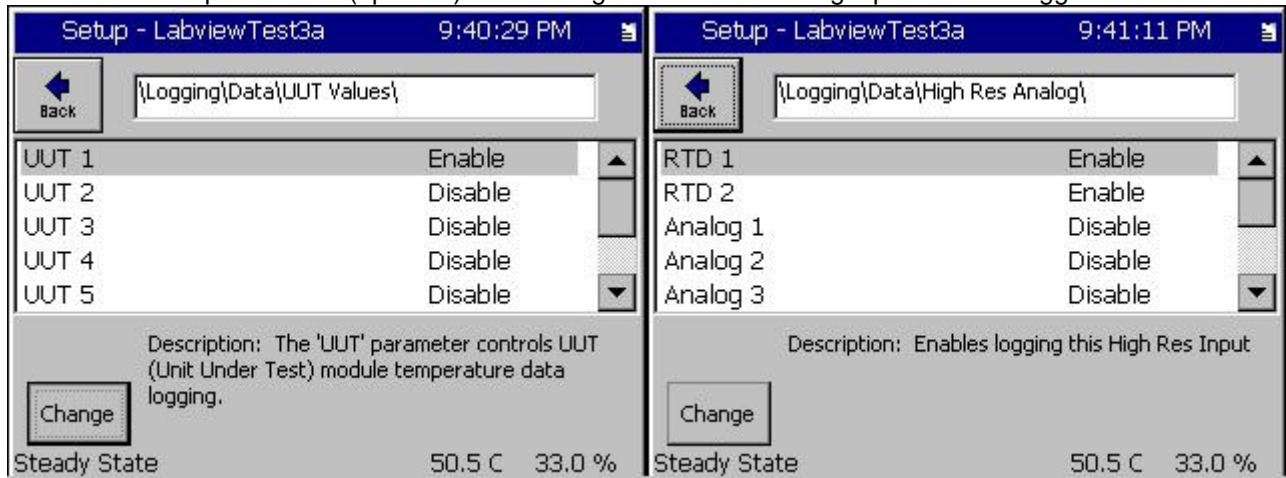 Setup - LabviewTest3a 9:40:29 PM
Back \Logging\Data\UUT Values\
UUT 1 Enable
UUT 2 Disable
UUT 3 Disable
UUT 4 Disable
UUT 5 Disable
Description: The 'UUT' parameter controls UUT
(Unit Under Test) module temperature data
logging.
Change
Steady State 50.5 C 33.0 %
Setup - LabviewTest3a 9:41:11 PM
Back \Logging\Data\High Res Analog\
RTD 1 Enable
RTD 2 Enable
Analog 1 Disable
Analog 2 Disable
Analog 3 Disable
Description: Enables logging this High Res Input
Change
Steady State 50.5 C 33.0 %